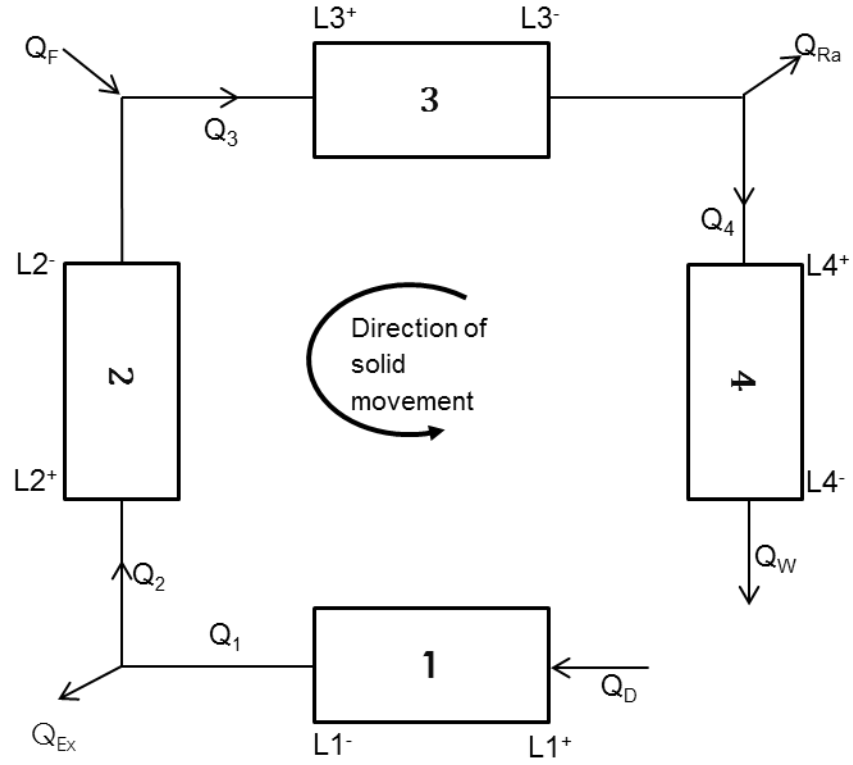 L3⁺ L3⁻
Q_F Q_Ra
3
Q₃
Q₄
L2⁻ L4⁺
Direction of
solid
movement
2 4
L2⁺ L4⁻
Q_W
Q₂
Q₁ 1 Q_D
Q_Ex
L1⁻ L1⁺